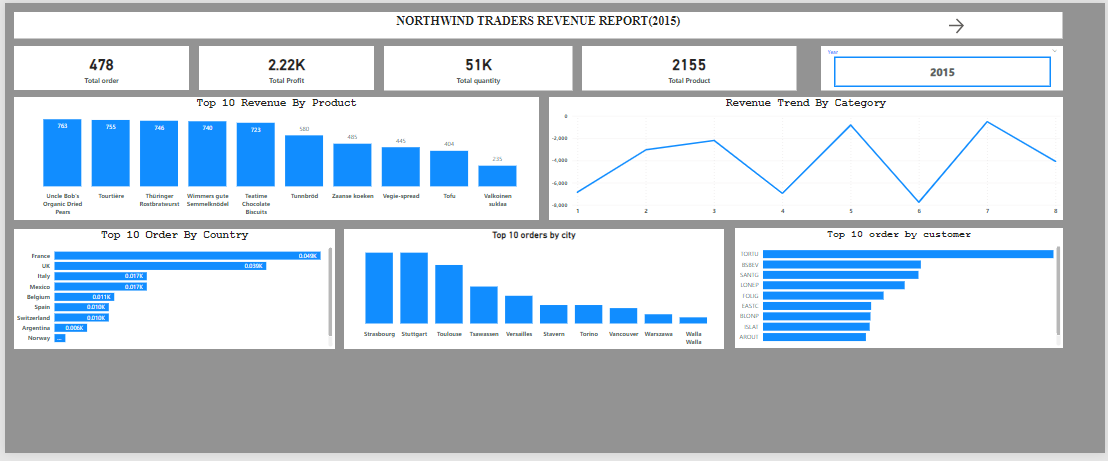 NORTHWIND TRADERS REVENUE REPORT(2015)
478
Total order
2.22K
Total Profit
51K
Total quantity
2155
Total Product
Year
2015
Top 10 Revenue By Product
763
755
746
740
723
580
485
445
404
235
Uncle Bob's
Organic Dried
Pears
Tourtière
Thüringer
Rostbratwurst
Wimmers gute
Semmelknödel
Teatime
Chocolate
Biscuits
Tunnbröd
Zaanse koeken
Vegie-spread
Tofu
Valkoinen
suklaa
Revenue Trend By Category
0
-2,000
-4,000
-6,000
-8,000
1 2 3 4 5 6 7 8
Top 10 Order By Country
France 0.049K
UK 0.039K
Italy 0.017K
Mexico 0.017K
Belgium 0.011K
Spain 0.010K
Switzerland 0.010K
Argentina 0.006K
Norway ...
Top 10 orders by city
Strasbourg
Stuttgart
Toulouse
Tsawassen
Versailles
Stavern
Torino
Vancouver
Warszawa
Walla
Walla
Top 10 order by customer
TORTU
BSBEV
SANTG
LONEP
FOLIG
EASTC
BLONP
ISLAT
AROUT